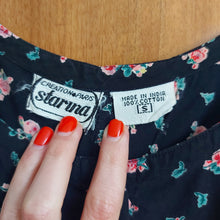 CREATION PARIS
starina
MADE IN INDIA
100% COTTON
S